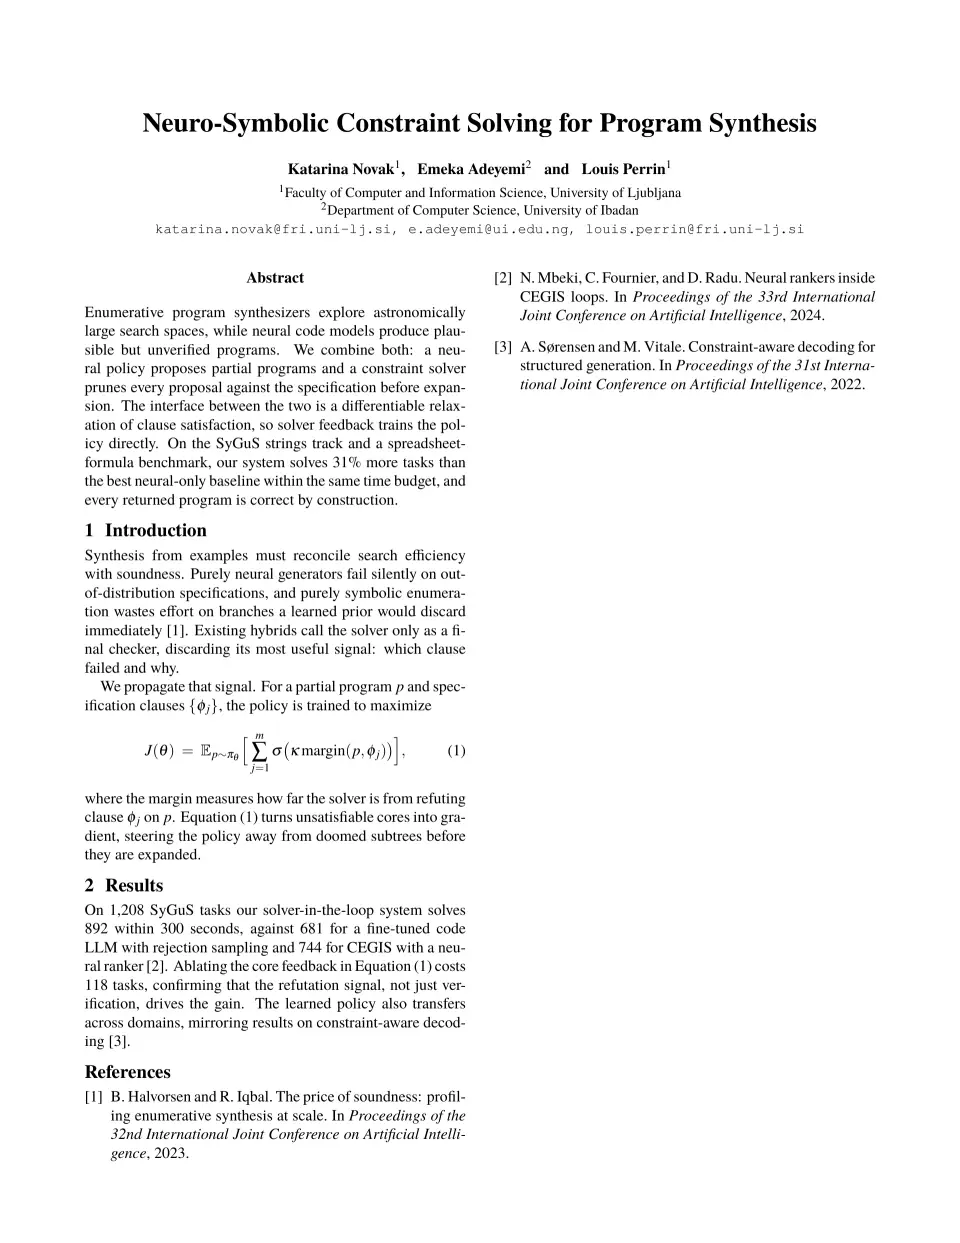 Neuro-Symbolic Constraint Solving for Program Synthesis
Katarina Novak1, Emeka Adeyemi2 and Louis Perrin1
1Faculty of Computer and Information Science, University of Ljubljana
2Department of Computer Science, University of Ibadan
katarina.novak@fri.uni-lj.si, e.adeyemi@ui.edu.ng, louis.perrin@fri.uni-lj.si
Abstract
Enumerative program synthesizers explore astronomically
large search spaces, while neural code models produce plau-
sible but unverified programs. We combine both: a neu-
ral policy proposes partial programs and a constraint solver
prunes every proposal against the specification before expan-
sion. The interface between the two is a differentiable relax-
ation of clause satisfaction, so solver feedback trains the pol-
icy directly. On the SyGuS strings track and a spreadsheet-
formula benchmark, our system solves 31% more tasks than
the best neural-only baseline within the same time budget, and
every returned program is correct by construction.
1 Introduction
Synthesis from examples must reconcile search efficiency
with soundness. Purely neural generators fail silently on out-
of-distribution specifications, and purely symbolic enumera-
tion wastes effort on branches a learned prior would discard
immediately [1]. Existing hybrids call the solver only as a fi-
nal checker, discarding its most useful signal: which clause
failed and why.
We propagate that signal. For a partial program p and spec-
ification clauses {ϕj}, the policy is trained to maximize
J(θ) = 𝔼p∼πθ [ ∑j=1m σ(κ margin(p, ϕj)) ], (1)
where the margin measures how far the solver is from refuting
clause ϕj on p. Equation (1) turns unsatisfiable cores into gra-
dient, steering the policy away from doomed subtrees before
they are expanded.
2 Results
On 1,208 SyGuS tasks our solver-in-the-loop system solves
892 within 300 seconds, against 681 for a fine-tuned code
LLM with rejection sampling and 744 for CEGIS with a neu-
ral ranker [2]. Ablating the core feedback in Equation (1) costs
118 tasks, confirming that the refutation signal, not just ver-
ification, drives the gain. The learned policy also transfers
across domains, mirroring results on constraint-aware decod-
ing [3].
References
[1] B. Halvorsen and R. Iqbal. The price of soundness: profil-
ing enumerative synthesis at scale. In Proceedings of the
32nd International Joint Conference on Artificial Intelli-
gence, 2023.
[2] N. Mbeki, C. Fournier, and D. Radu. Neural rankers inside
CEGIS loops. In Proceedings of the 33rd International
Joint Conference on Artificial Intelligence, 2024.
[3] A. Sørensen and M. Vitale. Constraint-aware decoding for
structured generation. In Proceedings of the 31st Interna-
tional Joint Conference on Artificial Intelligence, 2022.